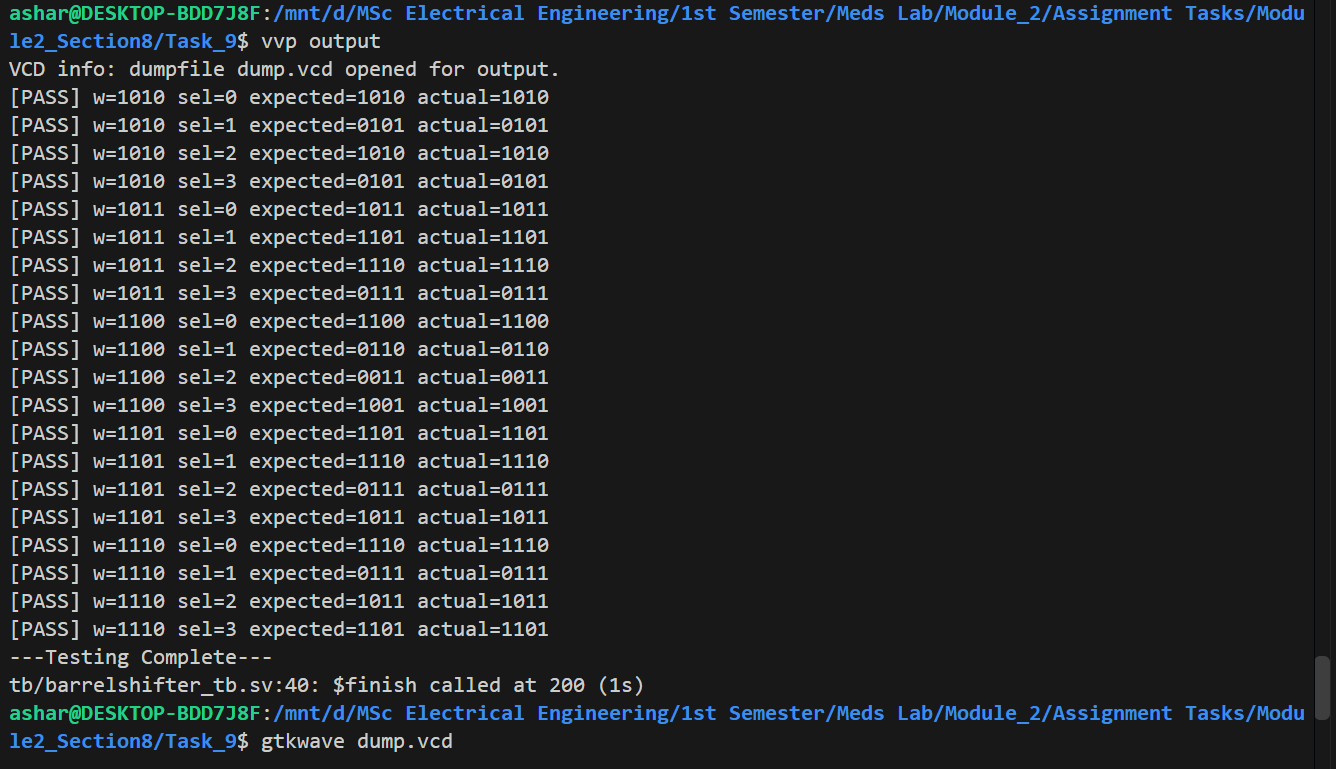 ashar@DESKTOP-BDD7J8F:/mnt/d/MSc Electrical Engineering/1st Semester/Meds Lab/Module_2/Assignment Tasks/Modu
le2_Section8/Task_9$ vvp output
VCD info: dumpfile dump.vcd opened for output.
[PASS] w=1010 sel=0 expected=1010 actual=1010
[PASS] w=1010 sel=1 expected=0101 actual=0101
[PASS] w=1010 sel=2 expected=1010 actual=1010
[PASS] w=1010 sel=3 expected=0101 actual=0101
[PASS] w=1011 sel=0 expected=1011 actual=1011
[PASS] w=1011 sel=1 expected=1101 actual=1101
[PASS] w=1011 sel=2 expected=1110 actual=1110
[PASS] w=1011 sel=3 expected=0111 actual=0111
[PASS] w=1100 sel=0 expected=1100 actual=1100
[PASS] w=1100 sel=1 expected=0110 actual=0110
[PASS] w=1100 sel=2 expected=0011 actual=0011
[PASS] w=1100 sel=3 expected=1001 actual=1001
[PASS] w=1101 sel=0 expected=1101 actual=1101
[PASS] w=1101 sel=1 expected=1110 actual=1110
[PASS] w=1101 sel=2 expected=0111 actual=0111
[PASS] w=1101 sel=3 expected=1011 actual=1011
[PASS] w=1110 sel=0 expected=1110 actual=1110
[PASS] w=1110 sel=1 expected=0111 actual=0111
[PASS] w=1110 sel=2 expected=1011 actual=1011
[PASS] w=1110 sel=3 expected=1101 actual=1101
---Testing Complete---
tb/barrelshifter_tb.sv:40: $finish called at 200 (1s)
ashar@DESKTOP-BDD7J8F:/mnt/d/MSc Electrical Engineering/1st Semester/Meds Lab/Module_2/Assignment Tasks/Modu
le2_Section8/Task_9$ gtkwave dump.vcd